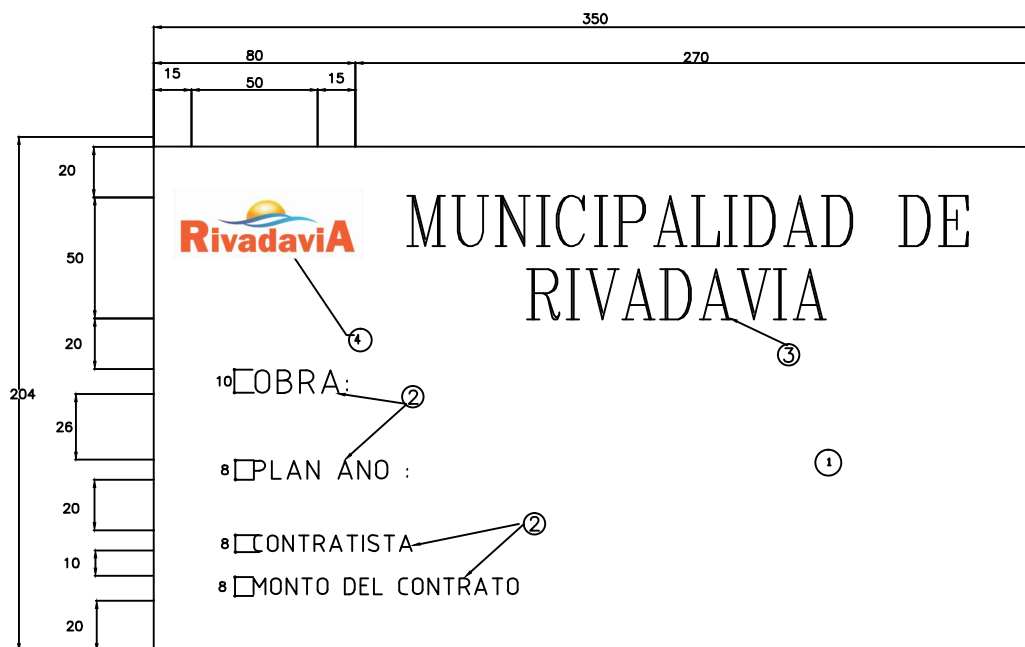 350
80
270
15
50
15
20
RivadaviA
MUNICIPALIDAD DE
RIVADAVIA
50
4
3
20
204
10 OBRA:
2
26
1
8 PLAN ANO :
20
2
8 CONTRATISTA
10
8 MONTO DEL CONTRATO
20